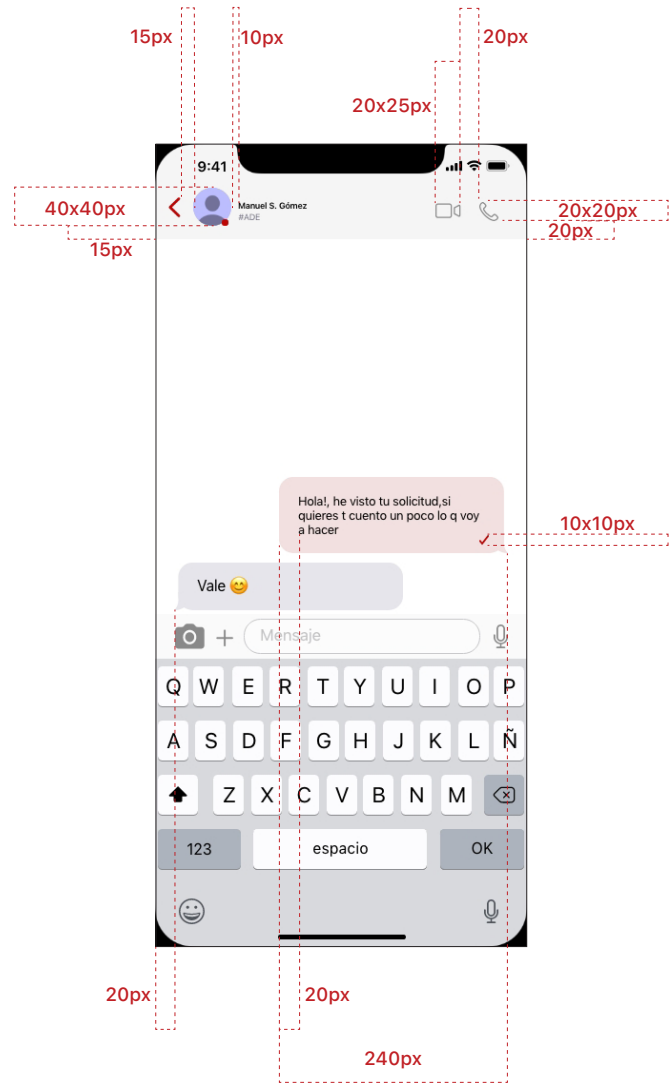 15px
10px
20px
20x25px
9:41
40x40px
Manuel S. Gómez
#ADE
20x20px
20px
15px
Hola!, he visto tu solicitud,si
quieres t cuento un poco lo q voy
a hacer
10x10px
Vale 😊
Mensaje
Q W E R T Y U I O P
A S D F G H J K L Ñ
Z X C V B N M
123 espacio OK
20px
20px
240px